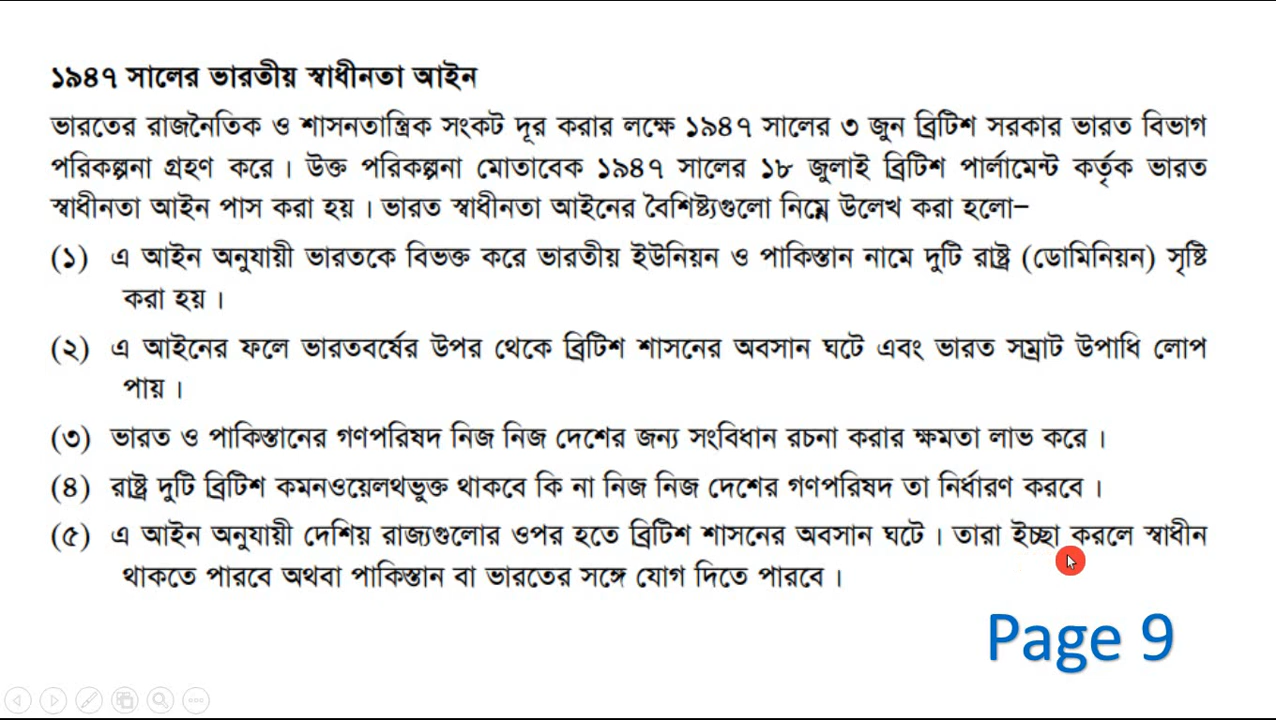 ১৯৪৭ সালের ভারতীয় স্বাধীনতা আইন
ভারতের রাজনৈতিক ও শাসনতান্ত্রিক সংকট দূর করার লক্ষে ১৯৪৭ সালের ৩ জুন ব্রিটিশ সরকার ভারত বিভাগ
পরিকল্পনা গ্রহণ করে। উক্ত পরিকল্পনা মোতাবেক ১৯৪৭ সালের ১৮ জুলাই ব্রিটিশ পার্লামেন্ট কর্তৃক ভারত
স্বাধীনতা আইন পাস করা হয়। ভারত স্বাধীনতা আইনের বৈশিষ্ট্যগুলো নিম্নে উলেখ করা হলো–
(১) এ আইন অনুযায়ী ভারতকে বিভক্ত করে ভারতীয় ইউনিয়ন ও পাকিস্তান নামে দুটি রাষ্ট্র (ডোমিনিয়ন) সৃষ্টি
করা হয়।
(২) এ আইনের ফলে ভারতবর্ষের উপর থেকে ব্রিটিশ শাসনের অবসান ঘটে এবং ভারত সম্রাট উপাধি লোপ
পায়।
(৩) ভারত ও পাকিস্তানের গণপরিষদ নিজ নিজ দেশের জন্য সংবিধান রচনা করার ক্ষমতা লাভ করে।
(৪) রাষ্ট্র দুটি ব্রিটিশ কমনওয়েলথভুক্ত থাকবে কি না নিজ নিজ দেশের গণপরিষদ তা নির্ধারণ করবে।
(৫) এ আইন অনুযায়ী দেশিয় রাজ্যগুলোর ওপর হতে ব্রিটিশ শাসনের অবসান ঘটে। তারা ইচ্ছা করলে স্বাধীন
থাকতে পারবে অথবা পাকিস্তান বা ভারতের সঙ্গে যোগ দিতে পারবে।
Page 9